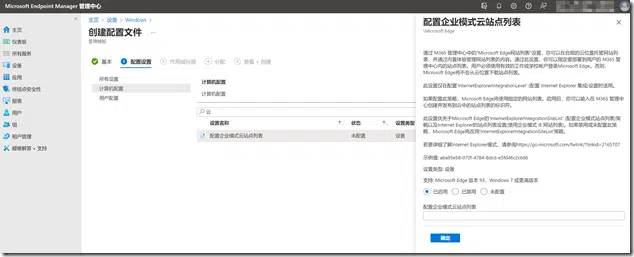 Microsoft Endpoint Manager 管理中心
主页
仪表板
所有服务
设备
应用
终结点安全性
报表
用户
组
租户管理
疑难解答 + 支持
主页 > 设备 > Windows >
创建配置文件 ...
管理模板
基本
2 配置设置
3 作用域标记
4 分配
5 查看 + 创建
所有设置
计算机配置
用户配置
计算机配置
计算机配置
云
设置名称
状态
设置类型
配置企业模式云站点列表
未配置
设备
配置企业模式云站点列表
\Microsoft Edge
通过 M365 管理中心中的“Microsoft Edge网站列表”设置，你可以在合规的云位置托管网站列
表，并通过内置体验管理网站列表的内容。通过此设置，你可以指定要部署到用户的 M365 管
理中心内的站点列表。用户必须使用有效的工作或学校帐户登录Microsoft Edge。否则，
Microsoft Edge将不会从云位置下载站点列表。
此设置仅在配置'InternetExplorerIntegrationLevel' (配置 Internet Explorer 集成)设置时适用。
如果配置此策略，Microsoft Edge将使用指定的网站列表。启用后，你可以输入在 M365 管理中
心创建并发布到云中的站点列表的标识符。
此设置优先于Microsoft Edge的'InternetExplorerIntegrationSiteList' (配置企业模式站点列表)策
略以及Internet Explorer的站点列表设置(使用企业模式 IE 网站列表)。如果禁用或未配置此策
略，Microsoft Edge将改用'InternetExplorerIntegrationSiteList'策略。
若要详细了解Internet Explorer模式，请参阅https://go.microsoft.com/fwlink/?linkid=2165707
设置类型: 设备
支持: Microsoft Edge 版本 93、Windows 7 或更高版本
已启用
已禁用
未配置
配置企业模式云站点列表
确定